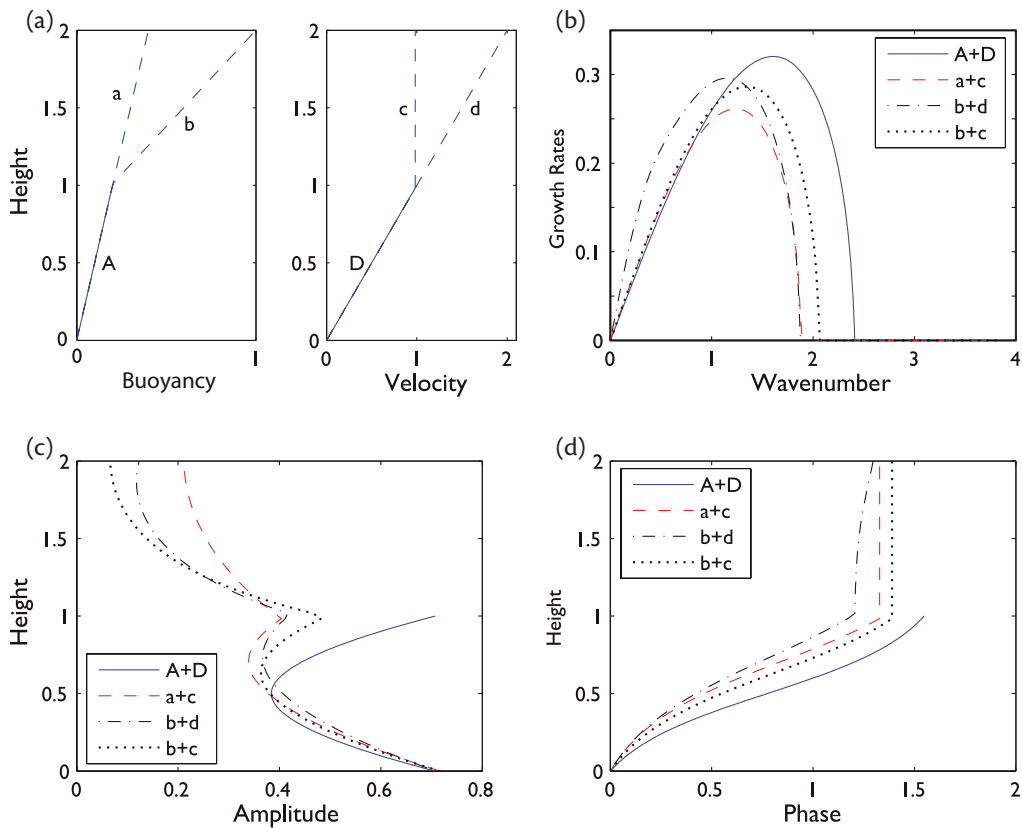 (a)
2
1.5
1
0.5
0
0
1
a
b
A
Height
Buoyancy
2
1.5
1
0.5
0
0
1
2
c
d
D
Velocity
(b)
0.3
0.2
0.1
0
0
1
2
3
4
A+D
a+c
b+d
b+c
Growth Rates
Wavenumber
(c)
2
1.5
1
0.5
0
0
0.2
0.4
0.6
0.8
A+D
a+c
b+d
b+c
Height
Amplitude
(d)
2
1.5
1
0.5
0
0
0.5
1
1.5
2
A+D
a+c
b+d
b+c
Height
Phase